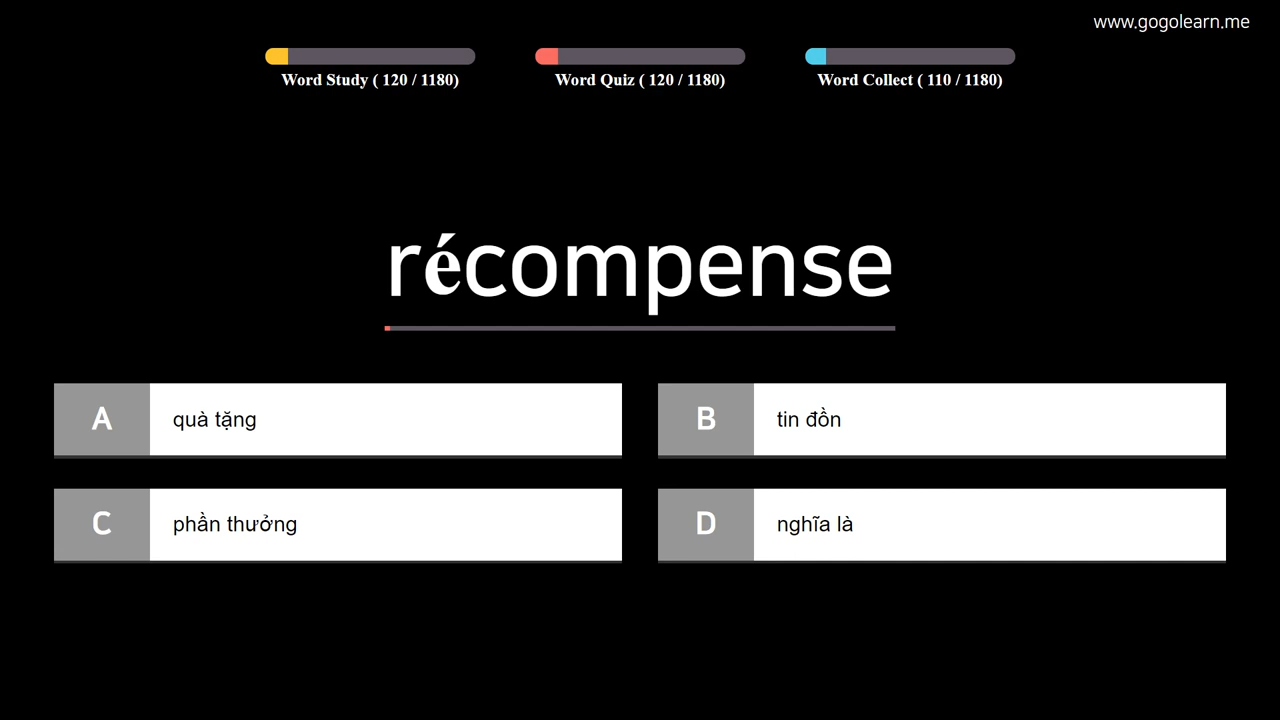 www.gogolearn.me
Word Study ( 120 / 1180)
Word Quiz ( 120 / 1180)
Word Collect ( 110 / 1180)
récompense
A quà tặng
B tin đồn
C phần thưởng
D nghĩa là